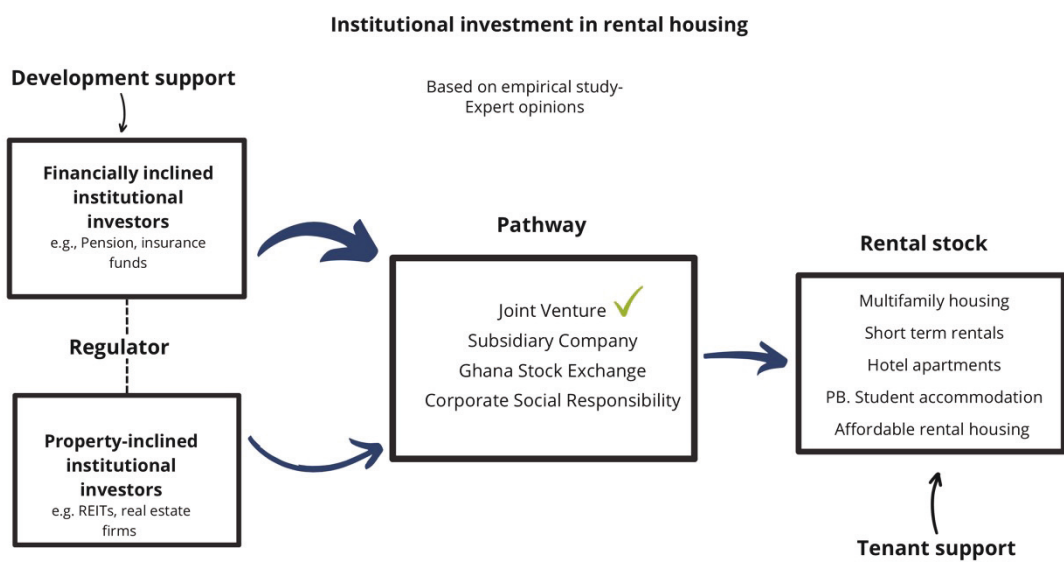 Institutional investment in rental housing
Development support
Based on empirical study-
Expert opinions
Financially inclined
institutional
investors
e.g., Pension, insurance
funds
Regulator
Property-inclined
institutional
investors
e.g. REITs, real estate
firms
Pathway
Joint Venture
Subsidiary Company
Ghana Stock Exchange
Corporate Social Responsibility
Rental stock
Multifamily housing
Short term rentals
Hotel apartments
PB. Student accommodation
Affordable rental housing
Tenant support